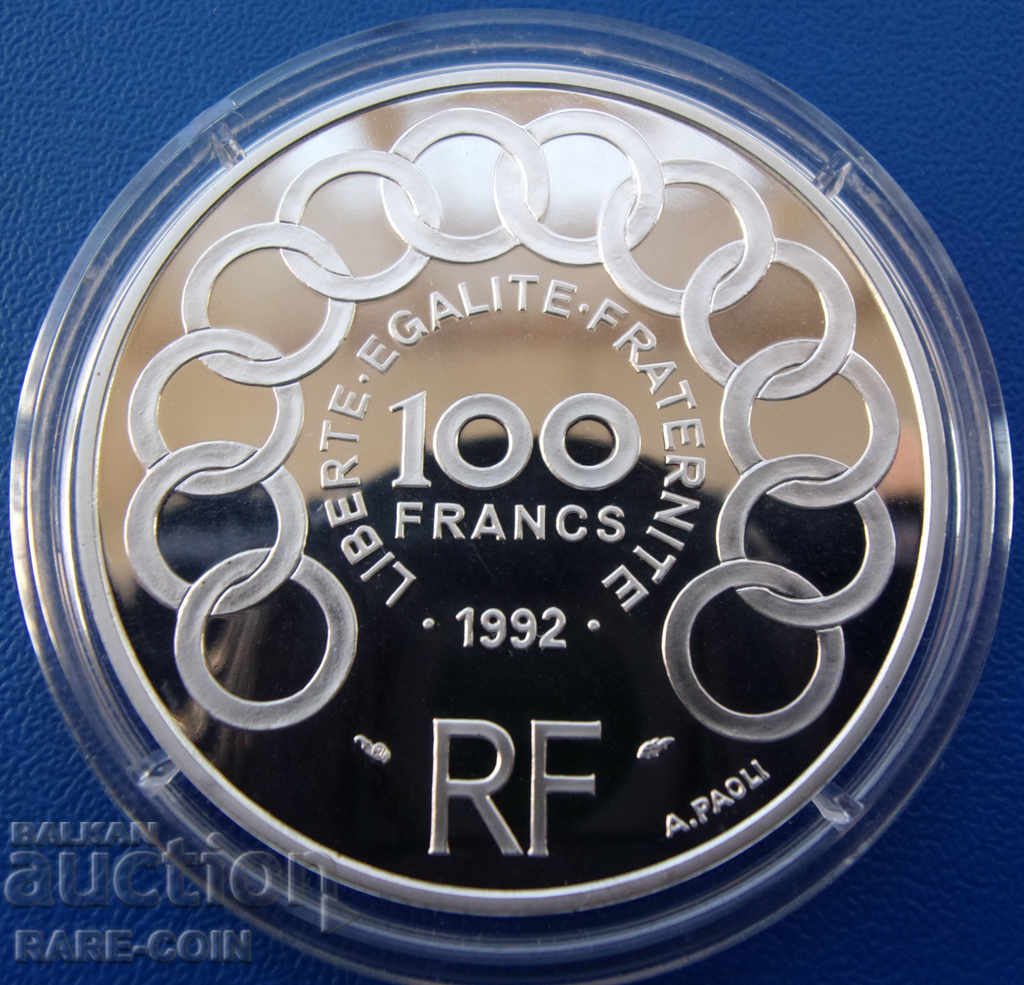 LIBERTE·EGALITE·FRATERNITE
100
FRANCS
· 1992 ·
RF
A.PAOLI
BALKAN
auction
RARE-COIN